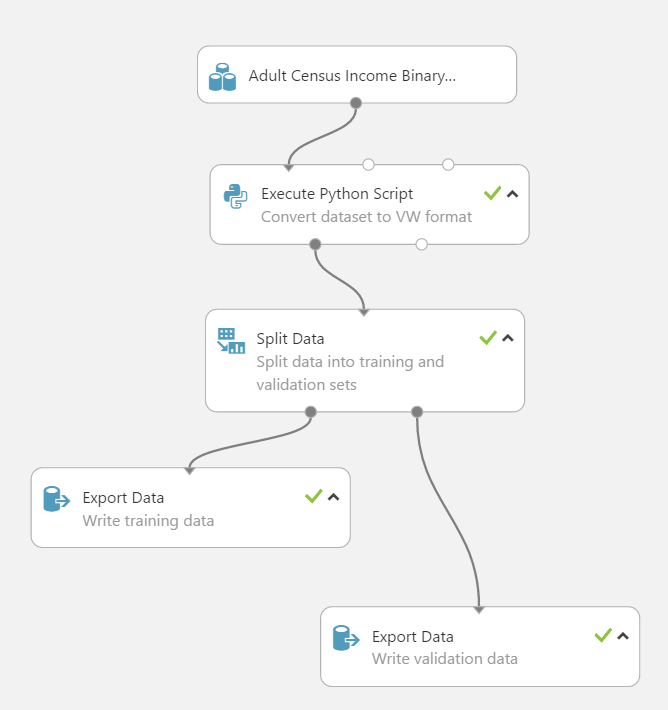 Adult Census Income Binary...
Execute Python Script
Convert dataset to VW format
Split Data
Split data into training and
validation sets
Export Data
Write training data
Export Data
Write validation data